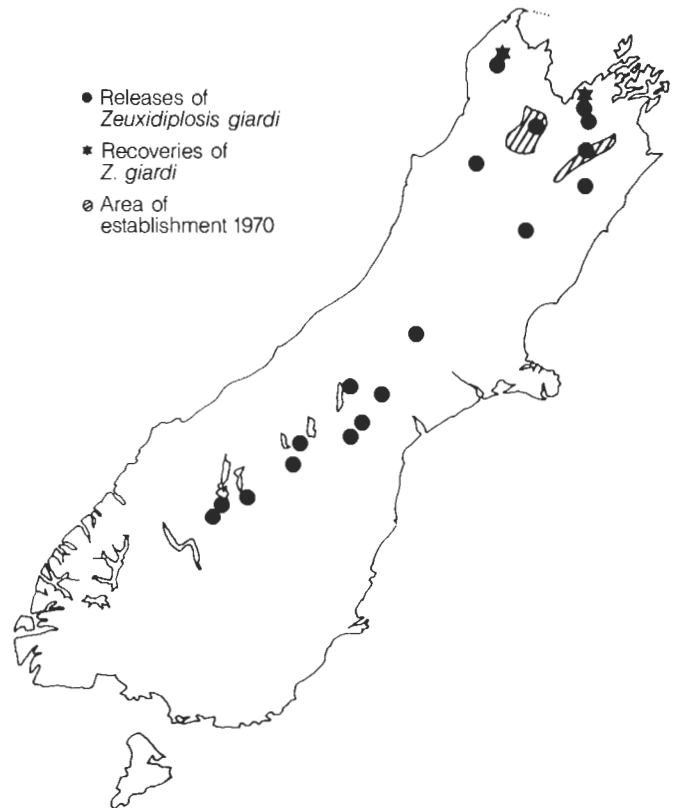 Releases of
Zeuxidiplosis giardi
Recoveries of
Z. giardi
Area of
establishment 1970